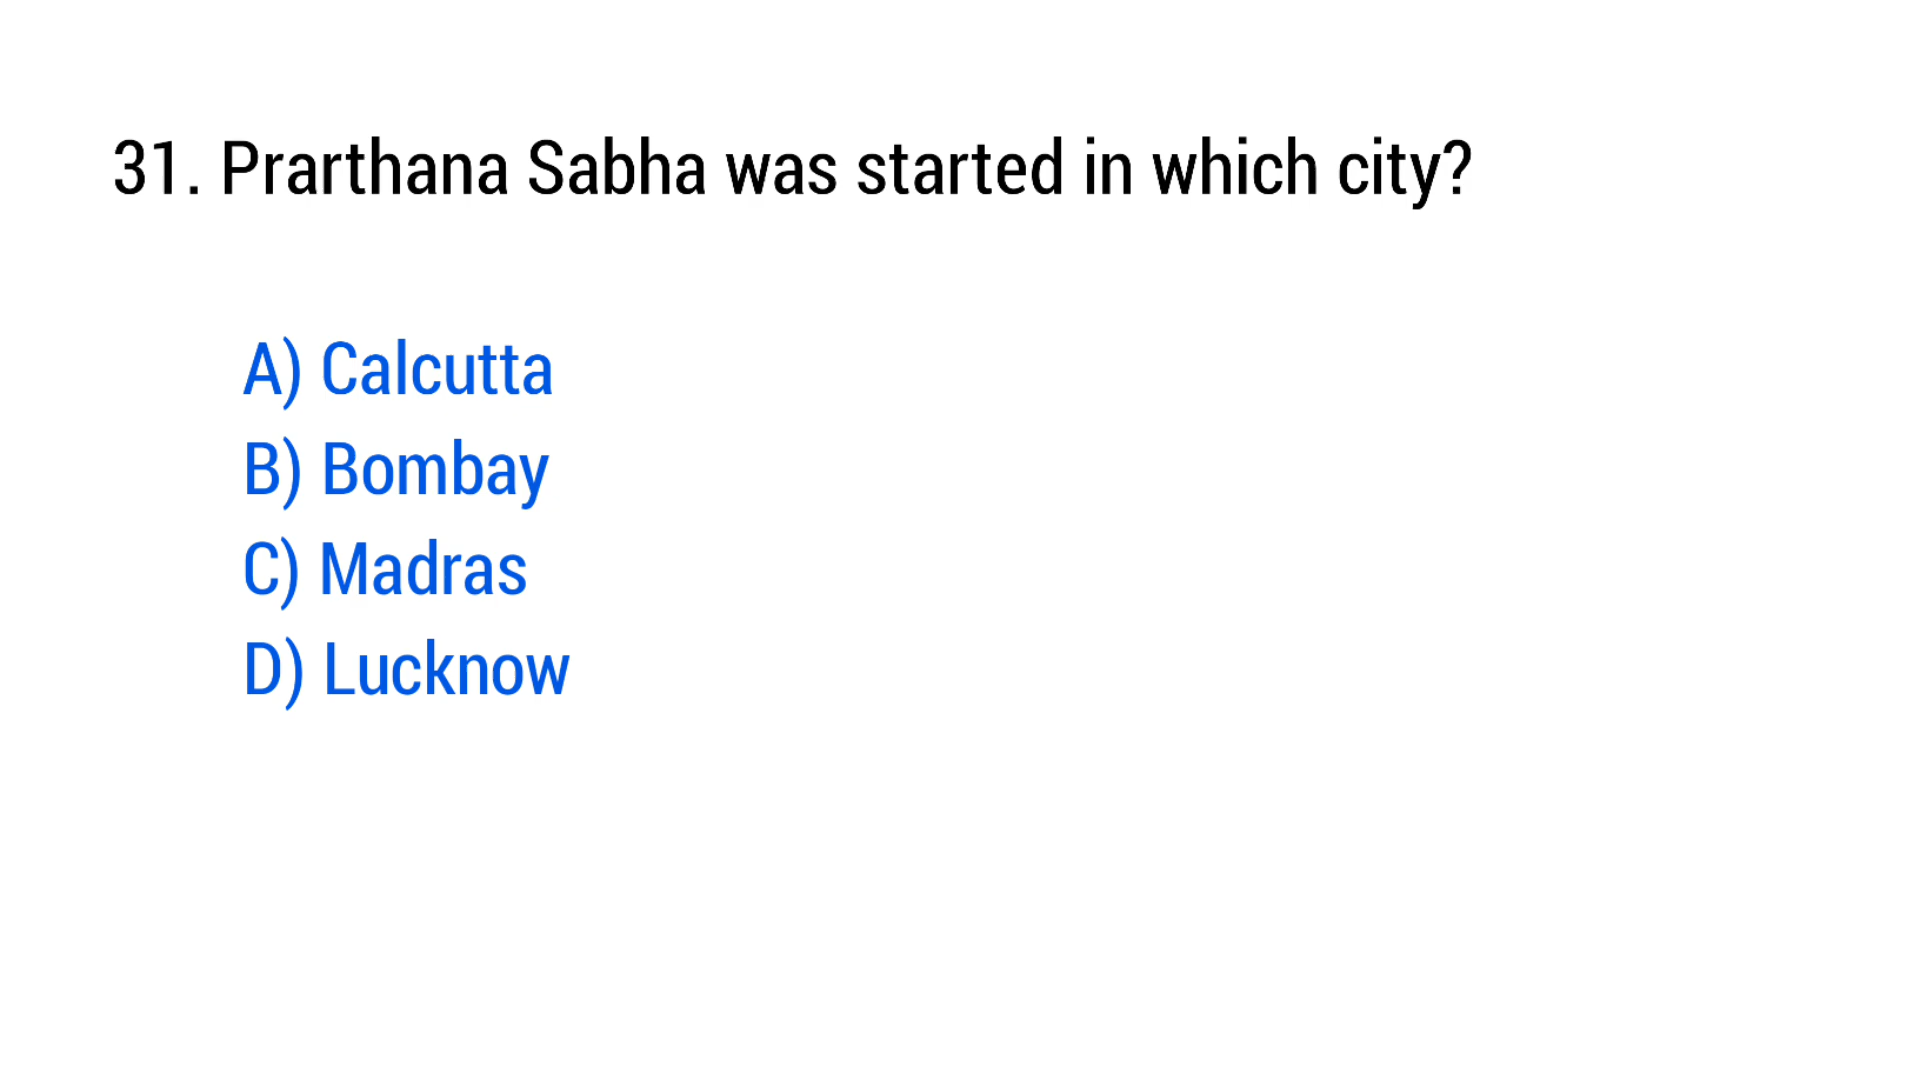 31. Prarthana Sabha was started in which city?
A) Calcutta
B) Bombay
C) Madras
D) Lucknow